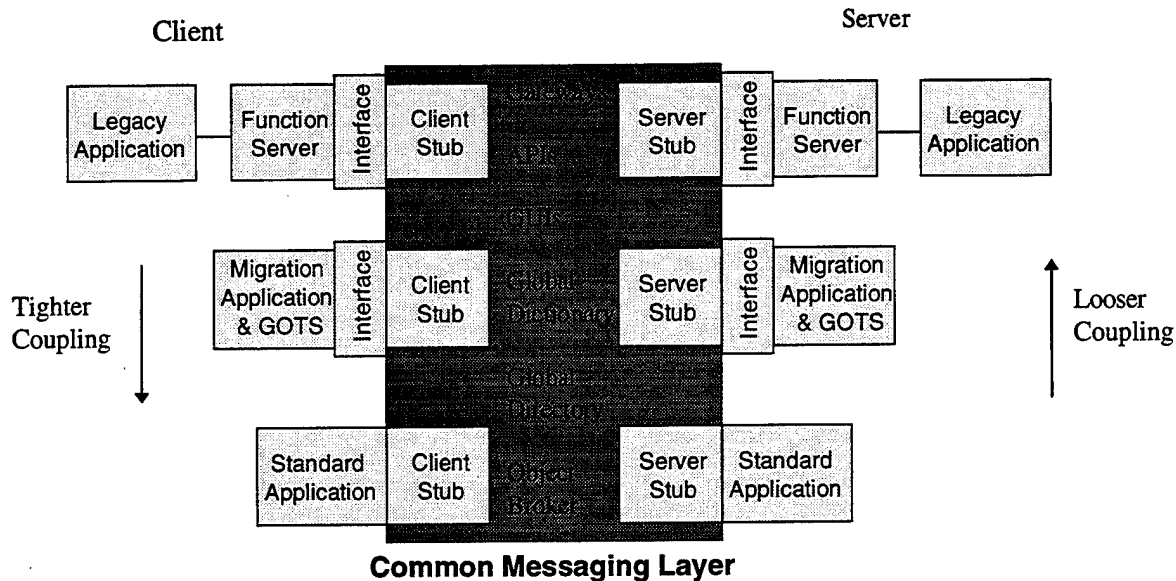 Client
Server
Legacy
Application
Function
Server
Interface
Client
Stub
Gateways
APIs
Server
Stub
Interface
Function
Server
Legacy
Application
GUIs
Tighter
Coupling
Migration
Application
& GOTS
Interface
Client
Stub
Global
Dictionary
Server
Stub
Interface
Migration
Application
& GOTS
Looser
Coupling
Global
Directory
Standard
Application
Client
Stub
Object
Broker
Server
Stub
Standard
Application
Common Messaging Layer